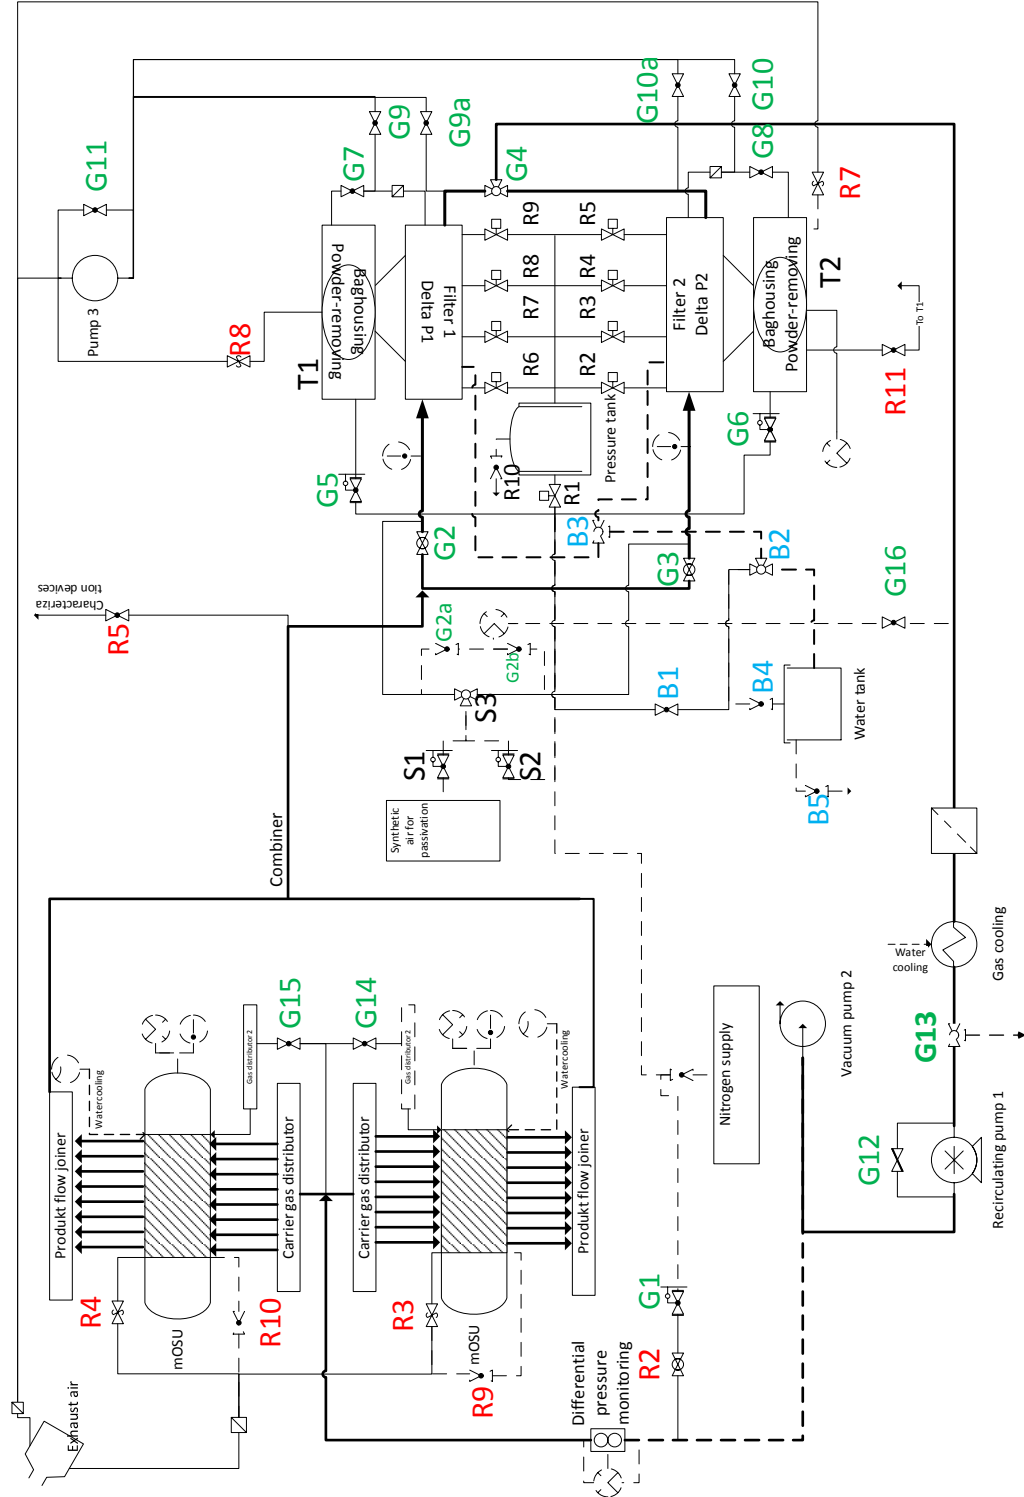 G11
Pump 3
R8
G7
G9
G9a
G4
G10a
G10
G8
R7
T1
Powder-removing
Baghousing
Filter 1
Delta P1
R9
R8
R7
R6
R5
R4
R3
R2
Filter 2
Delta P2
Baghousing
Powder-removing
T2
To T1
R11
G5
G6
Pressure tank
R10
R1
G2
B3
G3
B2
G16
Characteriza
tion devices
R5
G2a
G2b
S3
S1
S2
B1
B4
Water tank
B5
Synthetic
air for
passivation
Combiner
Water
cooling
Gas cooling
G15
G14
Gas distributor 2
Gas distributor 2
Watercooling
Watercooling
Produkt flow joiner
Carrier gas distributor
Carrier gas distributor
Produkt flow joiner
Nitrogen supply
Vacuum pump 2
G13
G12
Recirculating pump 1
R4
R10
mOSU
R3
mOSU
R9
G1
R2
Differential
pressure
monitoring
Exhaust air